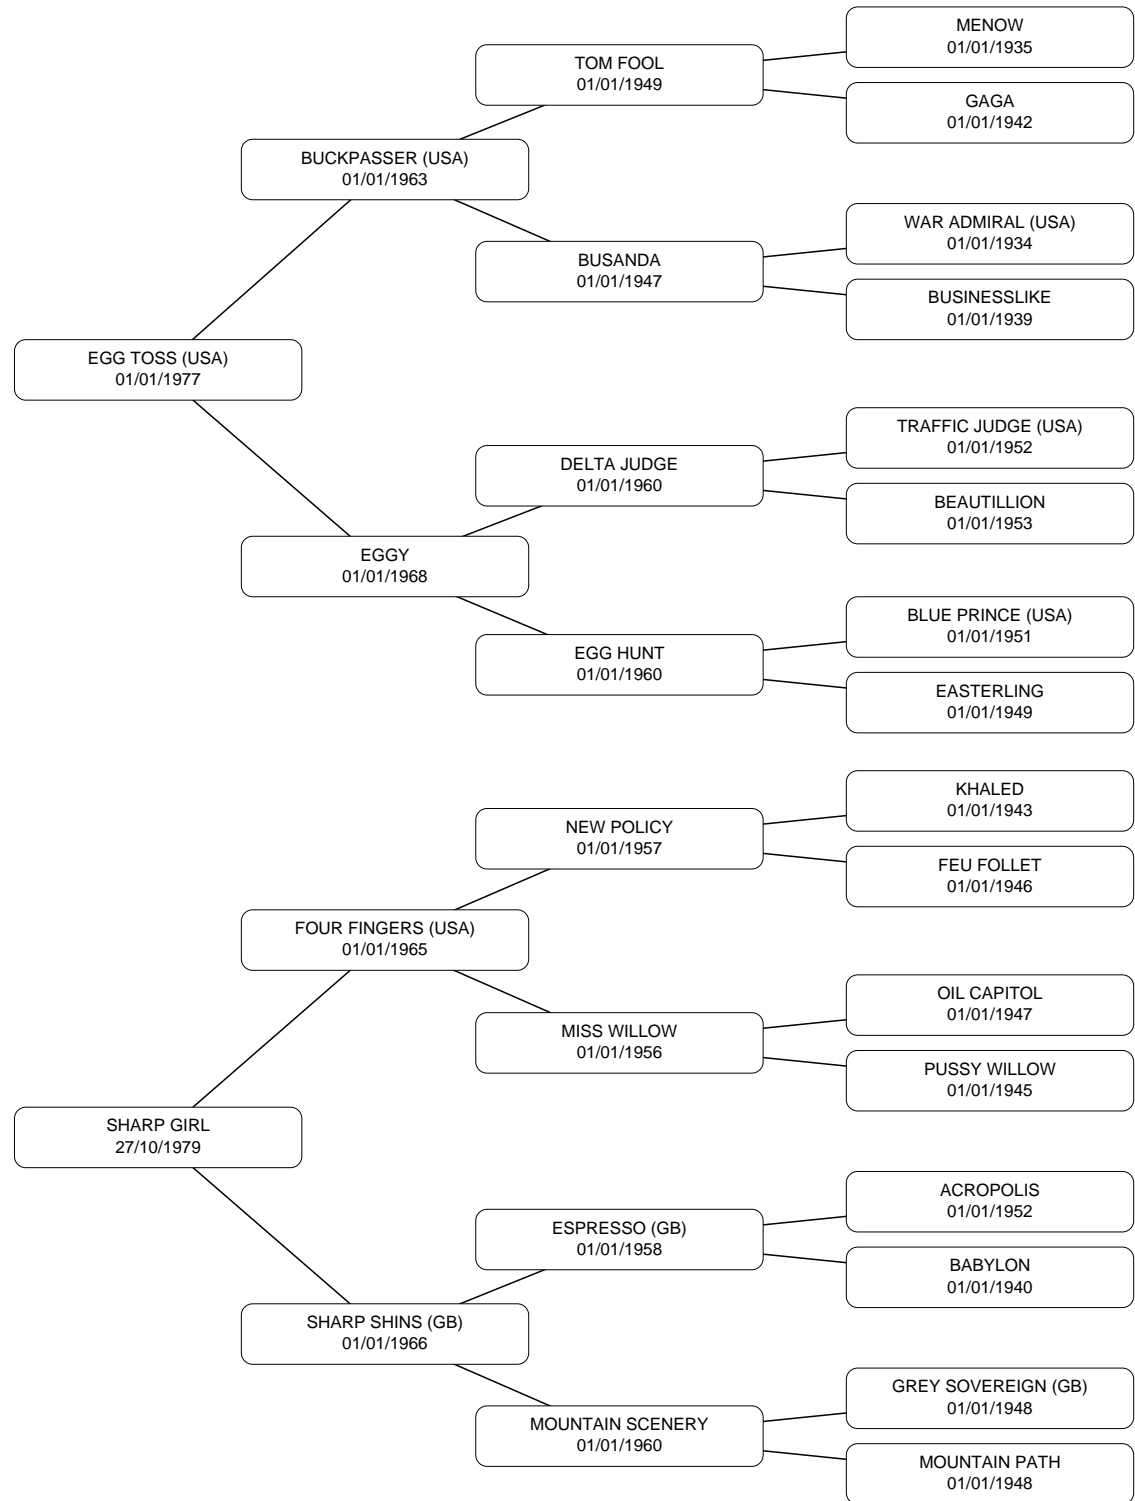 MENOW
01/01/1935
TOM FOOL
01/01/1949
GAGA
01/01/1942
BUCKPASSER (USA)
01/01/1963
WAR ADMIRAL (USA)
01/01/1934
BUSANDA
01/01/1947
BUSINESSLIKE
01/01/1939
EGG TOSS (USA)
01/01/1977
TRAFFIC JUDGE (USA)
01/01/1952
DELTA JUDGE
01/01/1960
BEAUTILLION
01/01/1953
EGGY
01/01/1968
BLUE PRINCE (USA)
01/01/1951
EGG HUNT
01/01/1960
EASTERLING
01/01/1949
KHALED
01/01/1943
NEW POLICY
01/01/1957
FEU FOLLET
01/01/1946
FOUR FINGERS (USA)
01/01/1965
OIL CAPITOL
01/01/1947
MISS WILLOW
01/01/1956
PUSSY WILLOW
01/01/1945
SHARP GIRL
27/10/1979
ACROPOLIS
01/01/1952
ESPRESSO (GB)
01/01/1958
BABYLON
01/01/1940
SHARP SHINS (GB)
01/01/1966
GREY SOVEREIGN (GB)
01/01/1948
MOUNTAIN SCENERY
01/01/1960
MOUNTAIN PATH
01/01/1948